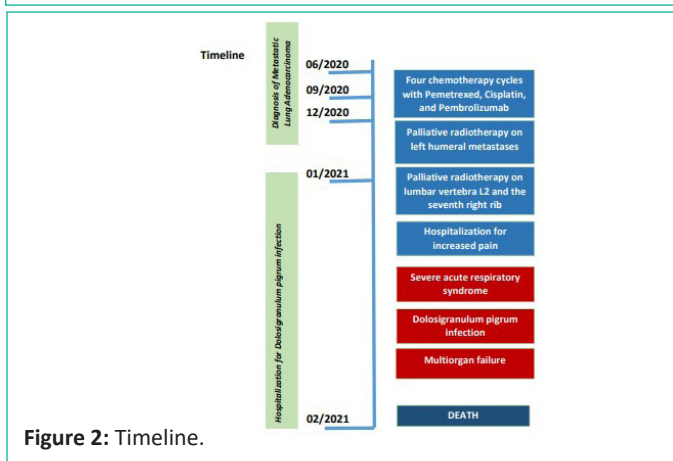 Timeline
Diagnosis of Metastatic
Lung Adenocarcinoma
06/2020
09/2020
12/2020
Four chemotherapy cycles
with Pemetrexed, Cisplatin,
and Pembrolizumab
Palliative radiotherapy on
left humeral metastases
Hospitalization for Dolosigranulum pigrum infection
01/2021
Palliative radiotherapy on
lumbar vertebra L2 and the
seventh right rib
Hospitalization for
increased pain
Severe acute respiratory
syndrome
Dolosigranulum pigrum
infection
Multiorgan failure
02/2021
DEATH
Figure 2: Timeline.